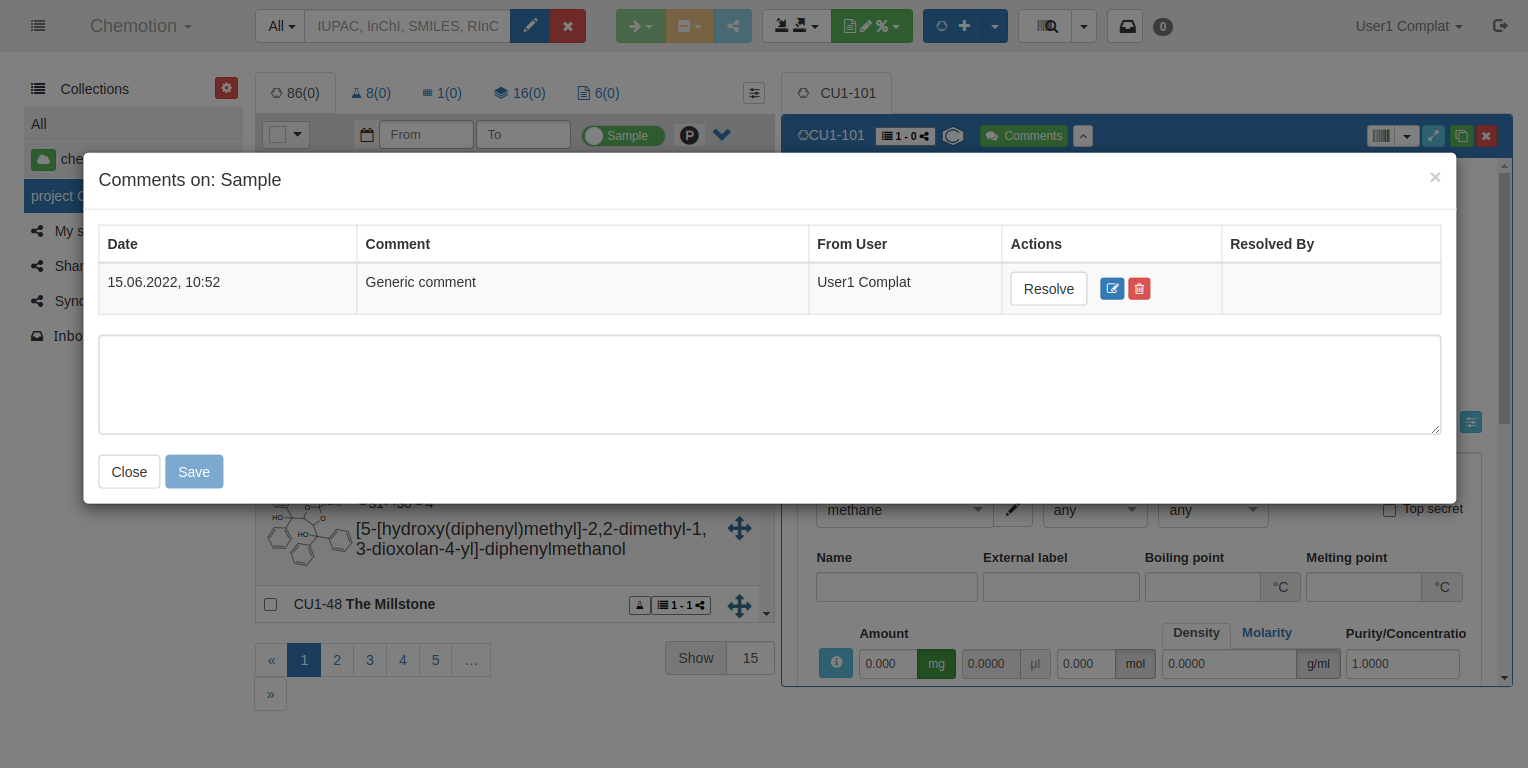 Chemotion
All
IUPAC, InChI, SMILES, RInC
0
User1 Complat
Collections
All
che
project C
My s
Shar
Sync
Inbo
86(0)
8(0)
1(0)
16(0)
6(0)
From
To
Sample
P
CU1-101
CU1-101
1 - 0
Comments
Comments on: Sample
×
Date
Comment
From User
Actions
Resolved By
15.06.2022, 10:52
Generic comment
User1 Complat
Resolve
Close
Save
HO
O
O
HO
[5-[hydroxy(diphenyl)methyl]-2,2-dimethyl-1,
3-dioxolan-4-yl]-diphenylmethanol
CU1-48 The Millstone
1 - 1
«
1
2
3
4
5
…
»
Show
15
methane
any
any
Top secret
Name
External label
Boiling point
Melting point
°C
°C
Amount
Density
Molarity
Purity/Concentratio
0.000
mg
0.0000
µl
0.000
mol
0.0000
g/ml
1.0000